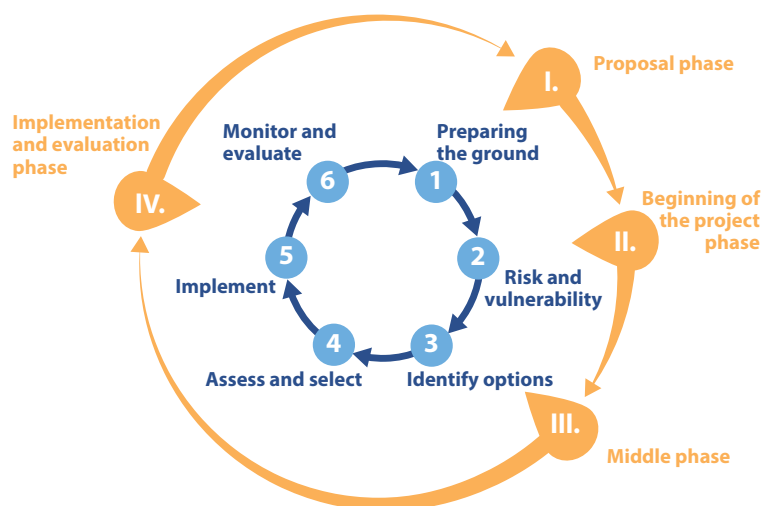 I.
Proposal phase
Implementation
and evaluation
phase
Monitor and
evaluate
Preparing
the ground
6
1
IV.
Beginning of
the project
phase
II.
5
2
Implement
Risk and
vulnerability
4
3
Assess and select
Identify options
III.
Middle phase